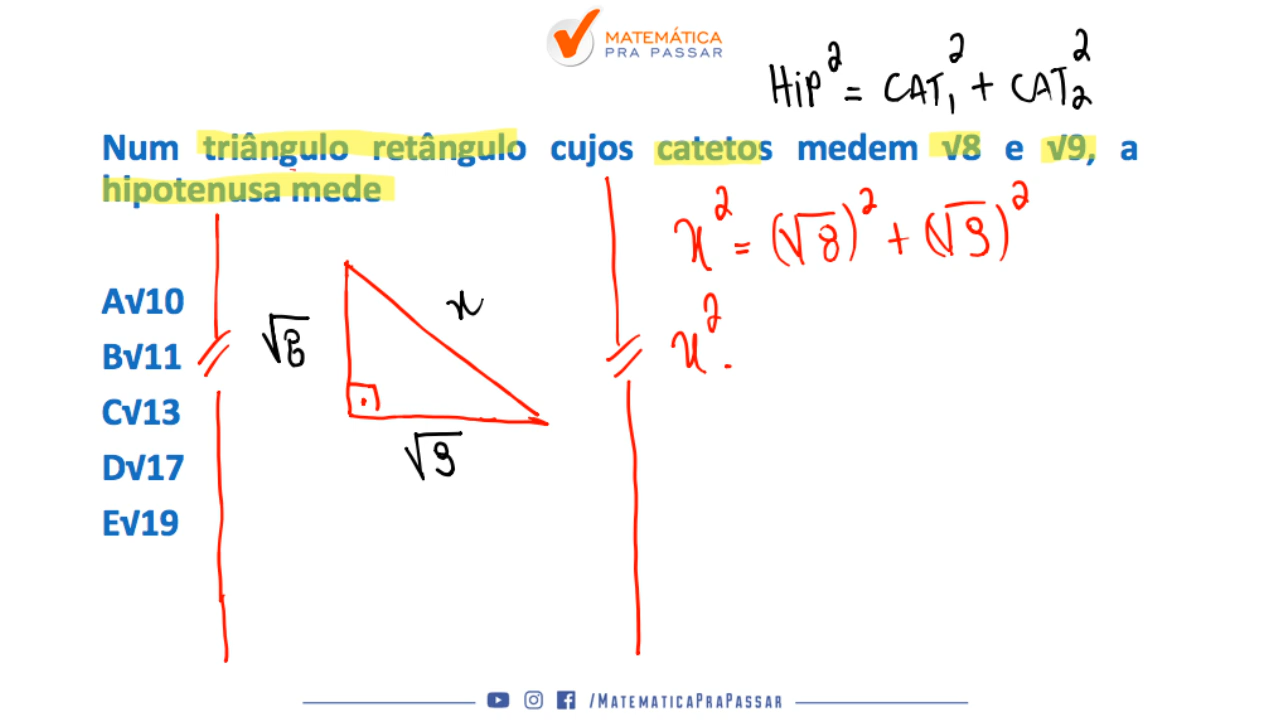 MATEMÁTICA
PRA PASSAR
Hip² = CAT₁² + CAT₂²
Num triângulo retângulo cujos catetos medem √8 e √9, a
hipotenusa mede
x² = (√8)² + (√9)²
A√10
x
x²
√8
B√11
C√13
√9
D√17
E√19
/MatematicaPraPassar